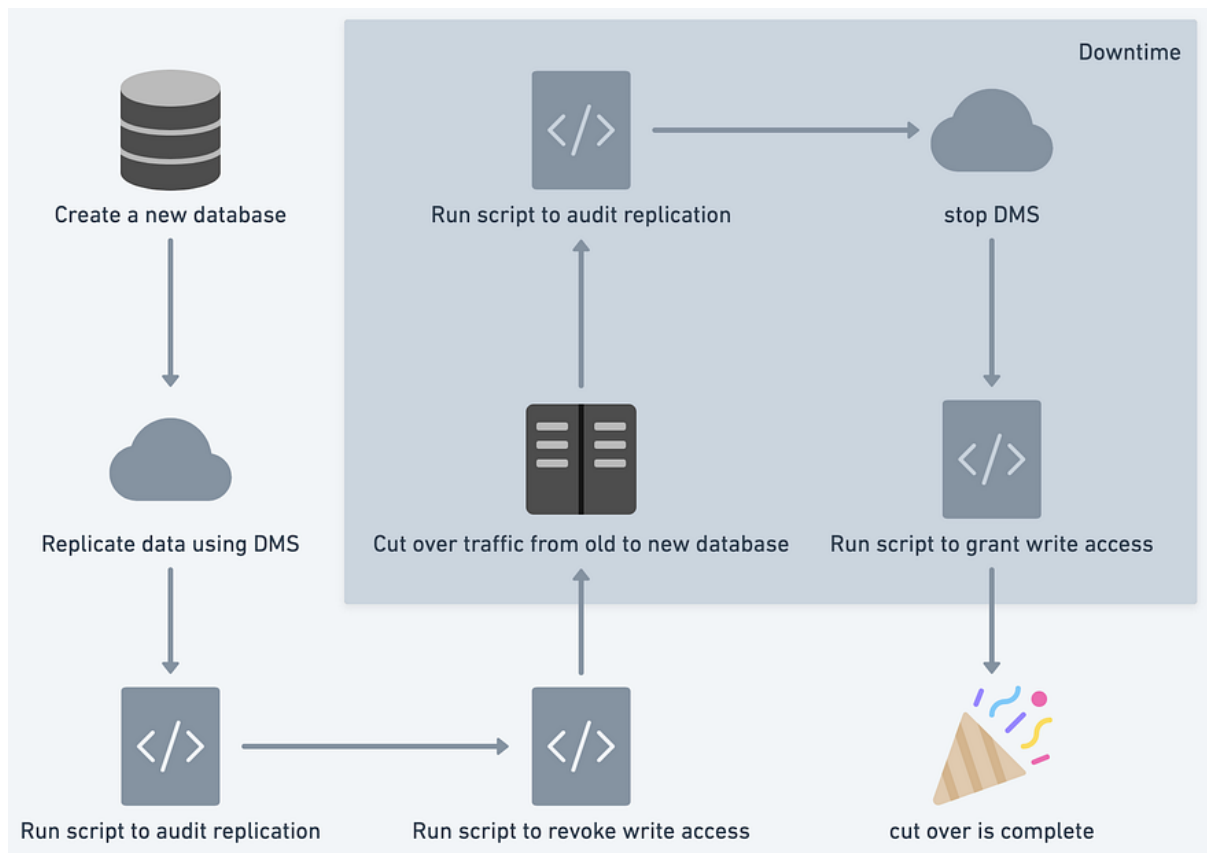 Downtime
Create a new database
Run script to audit replication
stop DMS
Replicate data using DMS
Cut over traffic from old to new database
Run script to grant write access
Run script to audit replication
Run script to revoke write access
cut over is complete